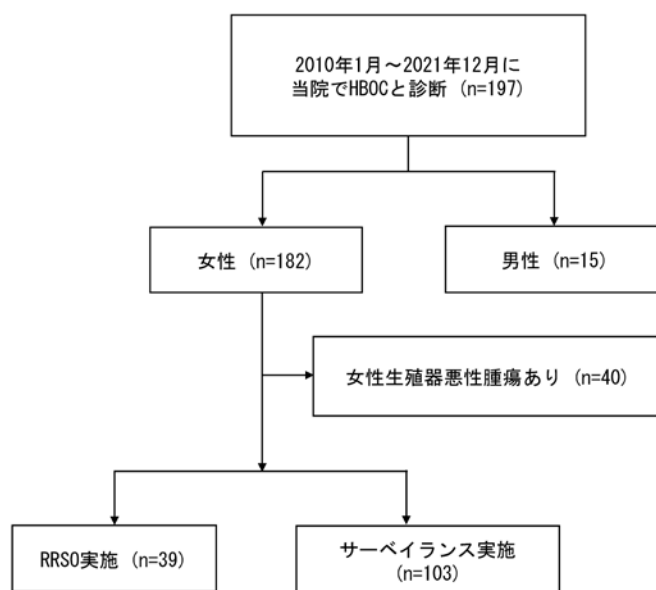 2010年1月～2021年12月に
当院でHBOCと診断 (n=197)
女性 (n=182)
男性 (n=15)
女性生殖器悪性腫瘍あり (n=40)
RRSO実施 (n=39)
サーベイランス実施
(n=103)